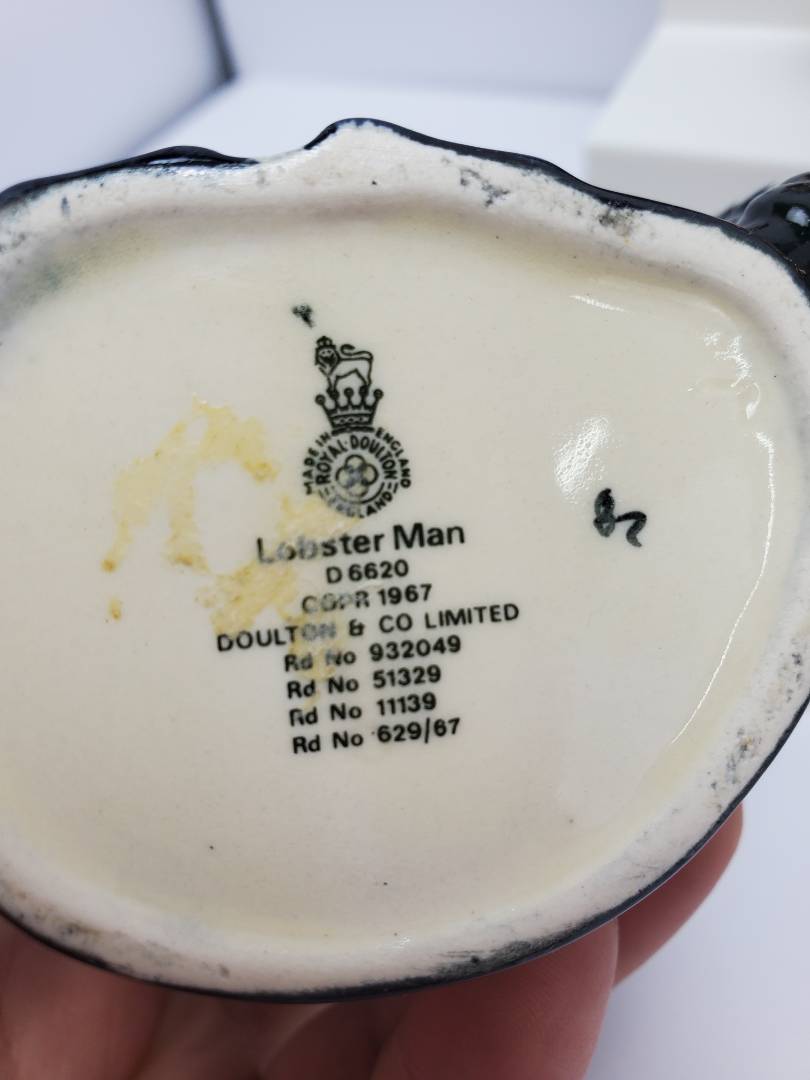 MADE IN ENGLAND
ROYAL·DOULTON
ENGLAND
Lobster Man
D 6620
COPR 1967
DOULTON & CO LIMITED
Rd No 932049
Rd No 51329
Rd No 11139
Rd No 629/67